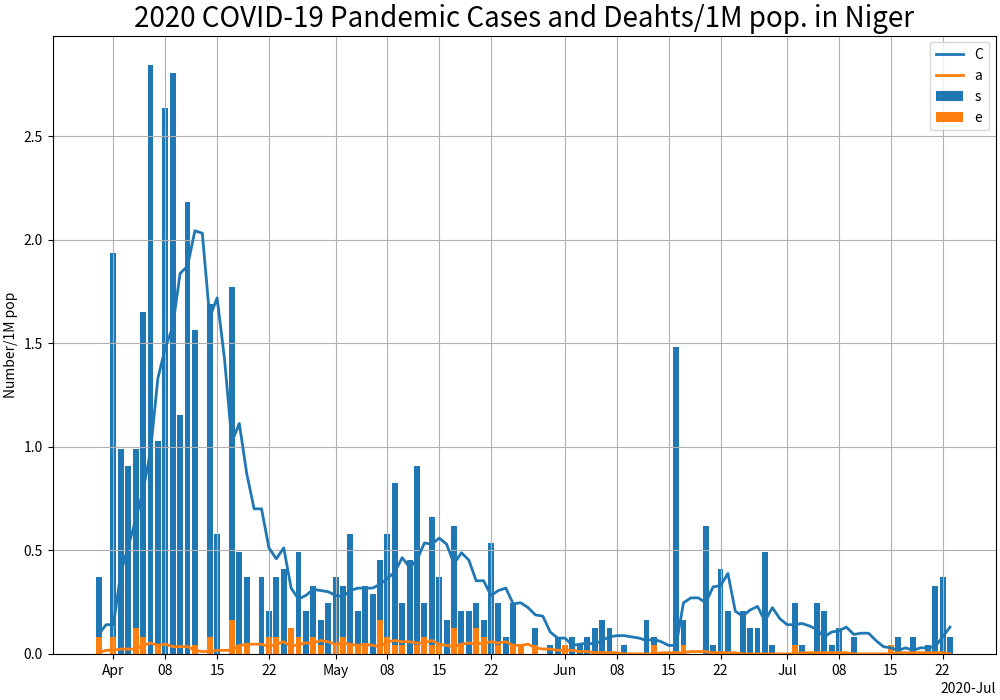 2020 COVID-19 Pandemic Cases and Deahts/1M pop. in Niger
C
a
s
e
Number/1M pop
2.5
2.0
1.5
1.0
0.5
0.0
Apr 08 15 22 May 08 15 22 Jun 08 15 22 Jul 08 15 22
2020-Jul